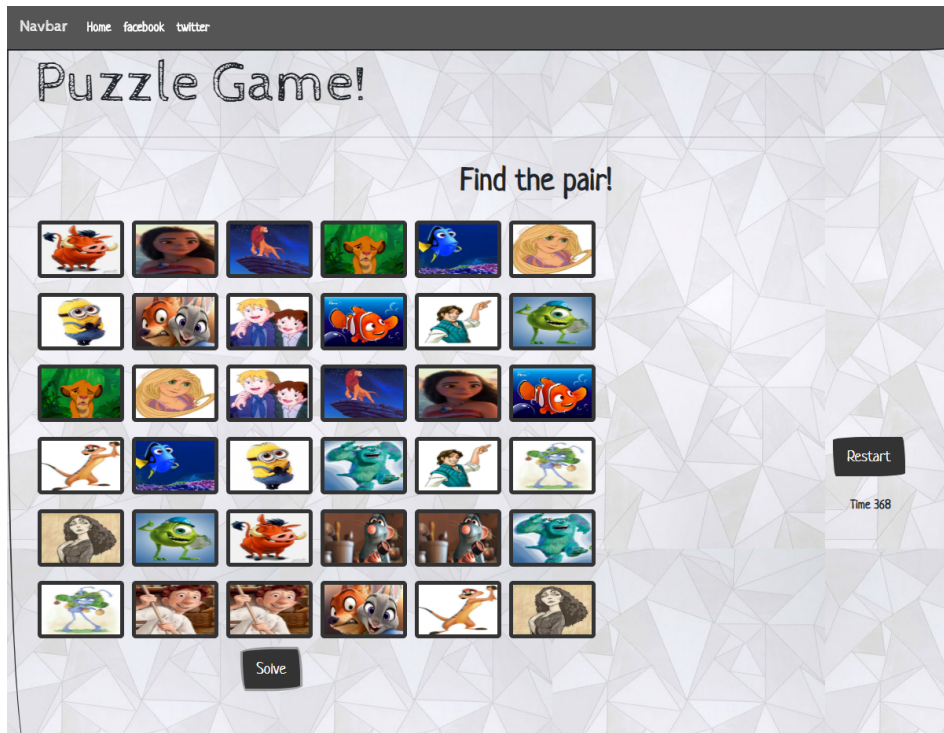 Navbar Home facebook twitter
Puzzle Game!
Find the pair!
Restart
Time 368
Solve